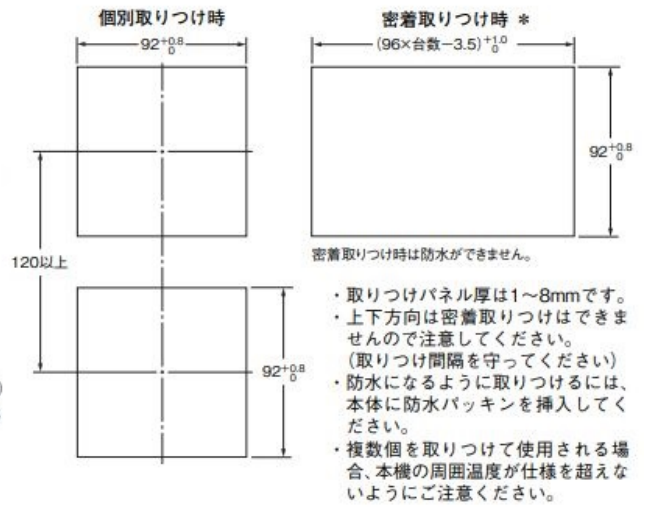 個別取りつけ時
92+0.8 0
120以上
92+0.8 0
密着取りつけ時 *
(96×台数−3.5)+1.0 0
92+0.8 0
密着取りつけ時は防水ができません。
・取りつけパネル厚は1〜8mmです。
・上下方向は密着取りつけはできま
せんので注意してください。
(取りつけ間隔を守ってください)
・防水になるように取りつけるには、
本体に防水パッキンを挿入してく
ださい。
・複数個を取りつけて使用される場
合、本機の周囲温度が仕様を超えな
いようにご注意ください。